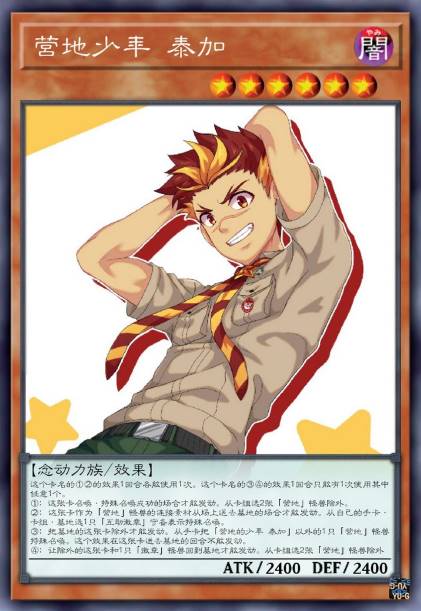 营地少年 泰加
やみ
闇
【念动力族/效果】
这个卡名的①②的效果1回合各能使用1次。这个卡名的③④的效果1回合只能有1次使用其中
任意1个。
①：这张卡召唤·特殊召唤成功的场合才能发动。从卡组选2张「营地」怪兽除外。
②：这张卡作为「营地」怪兽的连接素材从场上送去墓地的场合才能发动。从自己的手卡·
卡组·墓地选1只「互助徽章」守备表示特殊召唤。
③：把墓地的这张卡除外才能发动。从手卡把「营地的少年 泰加」以外的1只「营地」怪兽
特殊召唤。这个效果在这张卡送去墓地的回合不能发动。
④：让除外的这张卡和1只「徽章」怪兽回到墓地才能发动。从卡组选2张「营地」怪兽除外
ATK / 2400 DEF / 2400